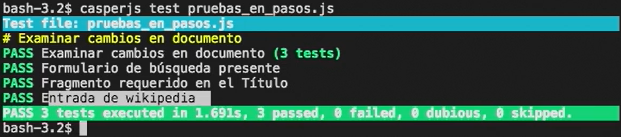 bash-3.2$ casperjs test pruebas_en_pasos.js
Test file: pruebas_en_pasos.js
# Examinar cambios en documento
PASS Examinar cambios en documento (3 tests)
PASS Formulario de búsqueda presente
PASS Fragmento requerido en el Título
PASS Entrada de wikipedia
PASS 3 tests executed in 1.691s, 3 passed, 0 failed, 0 dubious, 0 skipped.
bash-3.2$